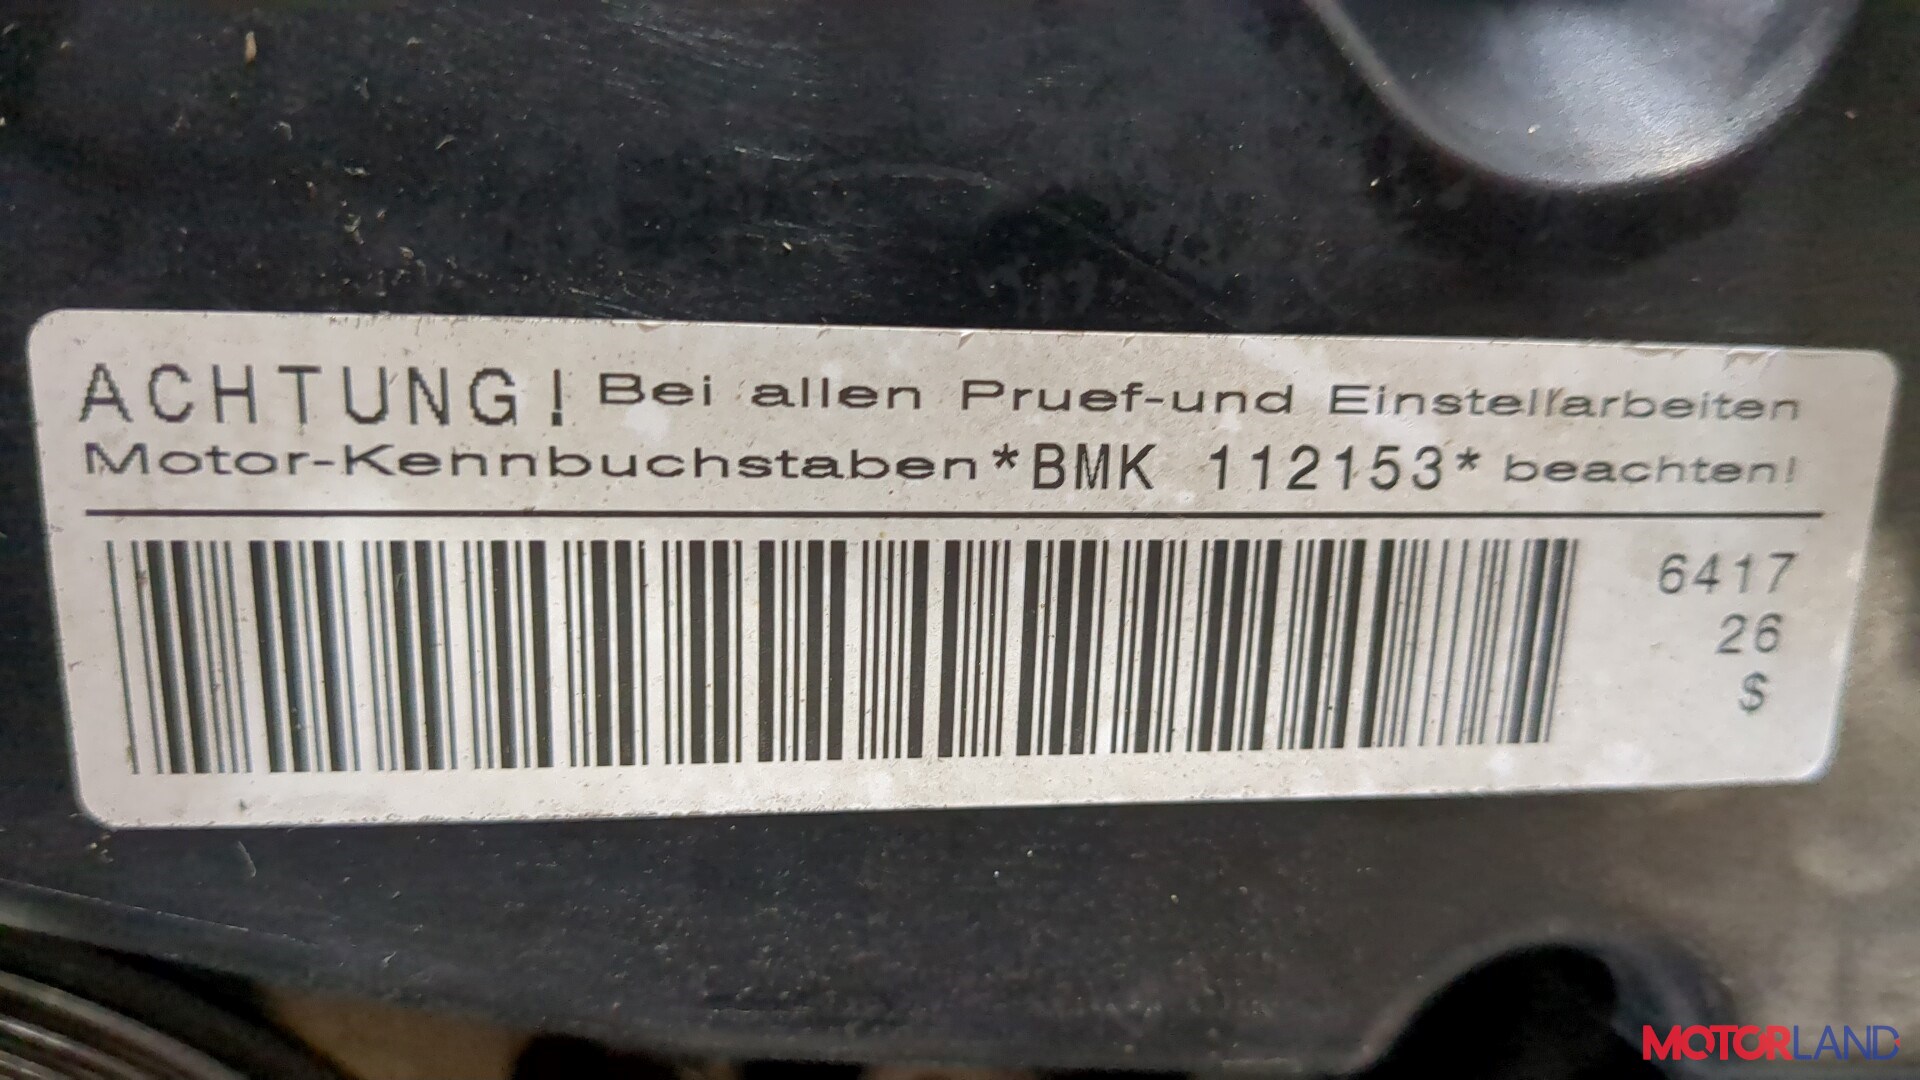 ACHTUNG! Bei allen Pruef-und Einstellarbeiten
Motor-Kennbuchstaben *BMK 112153* beachten!
6417
26
$
MOTORLAND